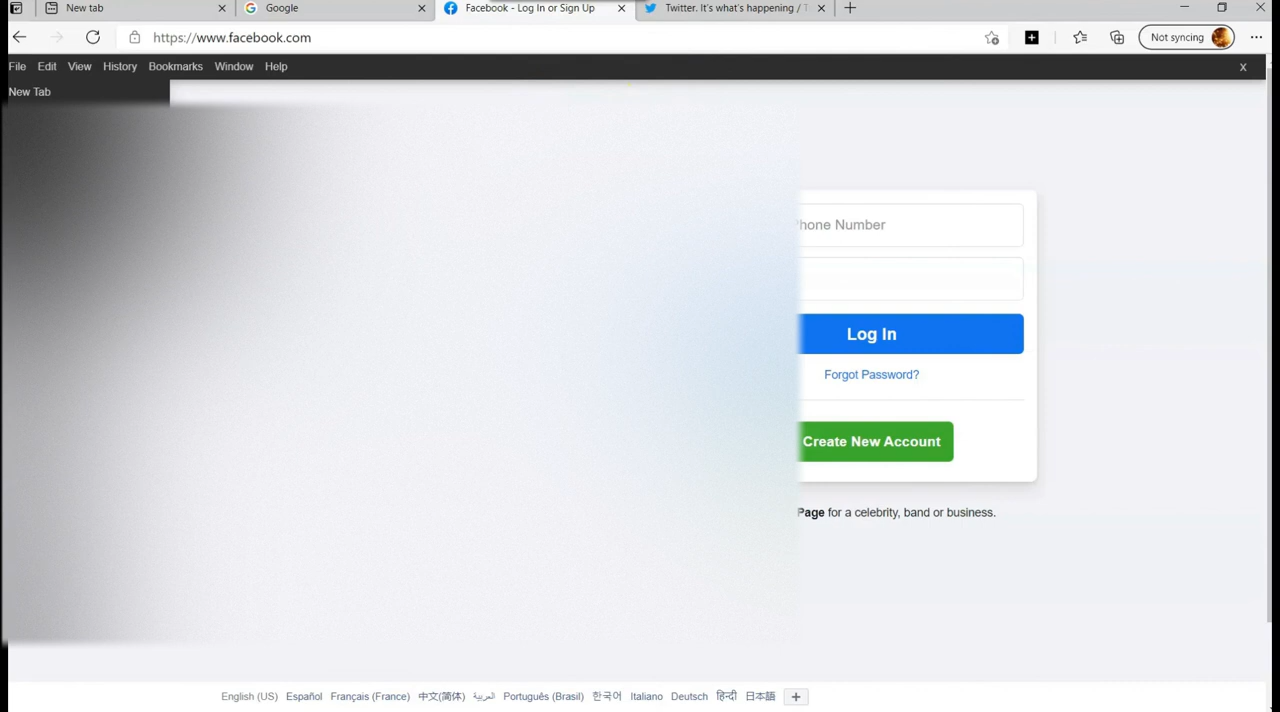 New tab
Google
Facebook - Log In or Sign Up
Twitter. It's what's happening /
https://www.facebook.com
Not syncing
File Edit View History Bookmarks Window Help
x
New Tab
Phone Number
Log In
Forgot Password?
Create New Account
Page for a celebrity, band or business.
English (US) Español Français (France) 中文(简体) العربية Português (Brasil) 한국어 Italiano Deutsch हिन्दी 日本語